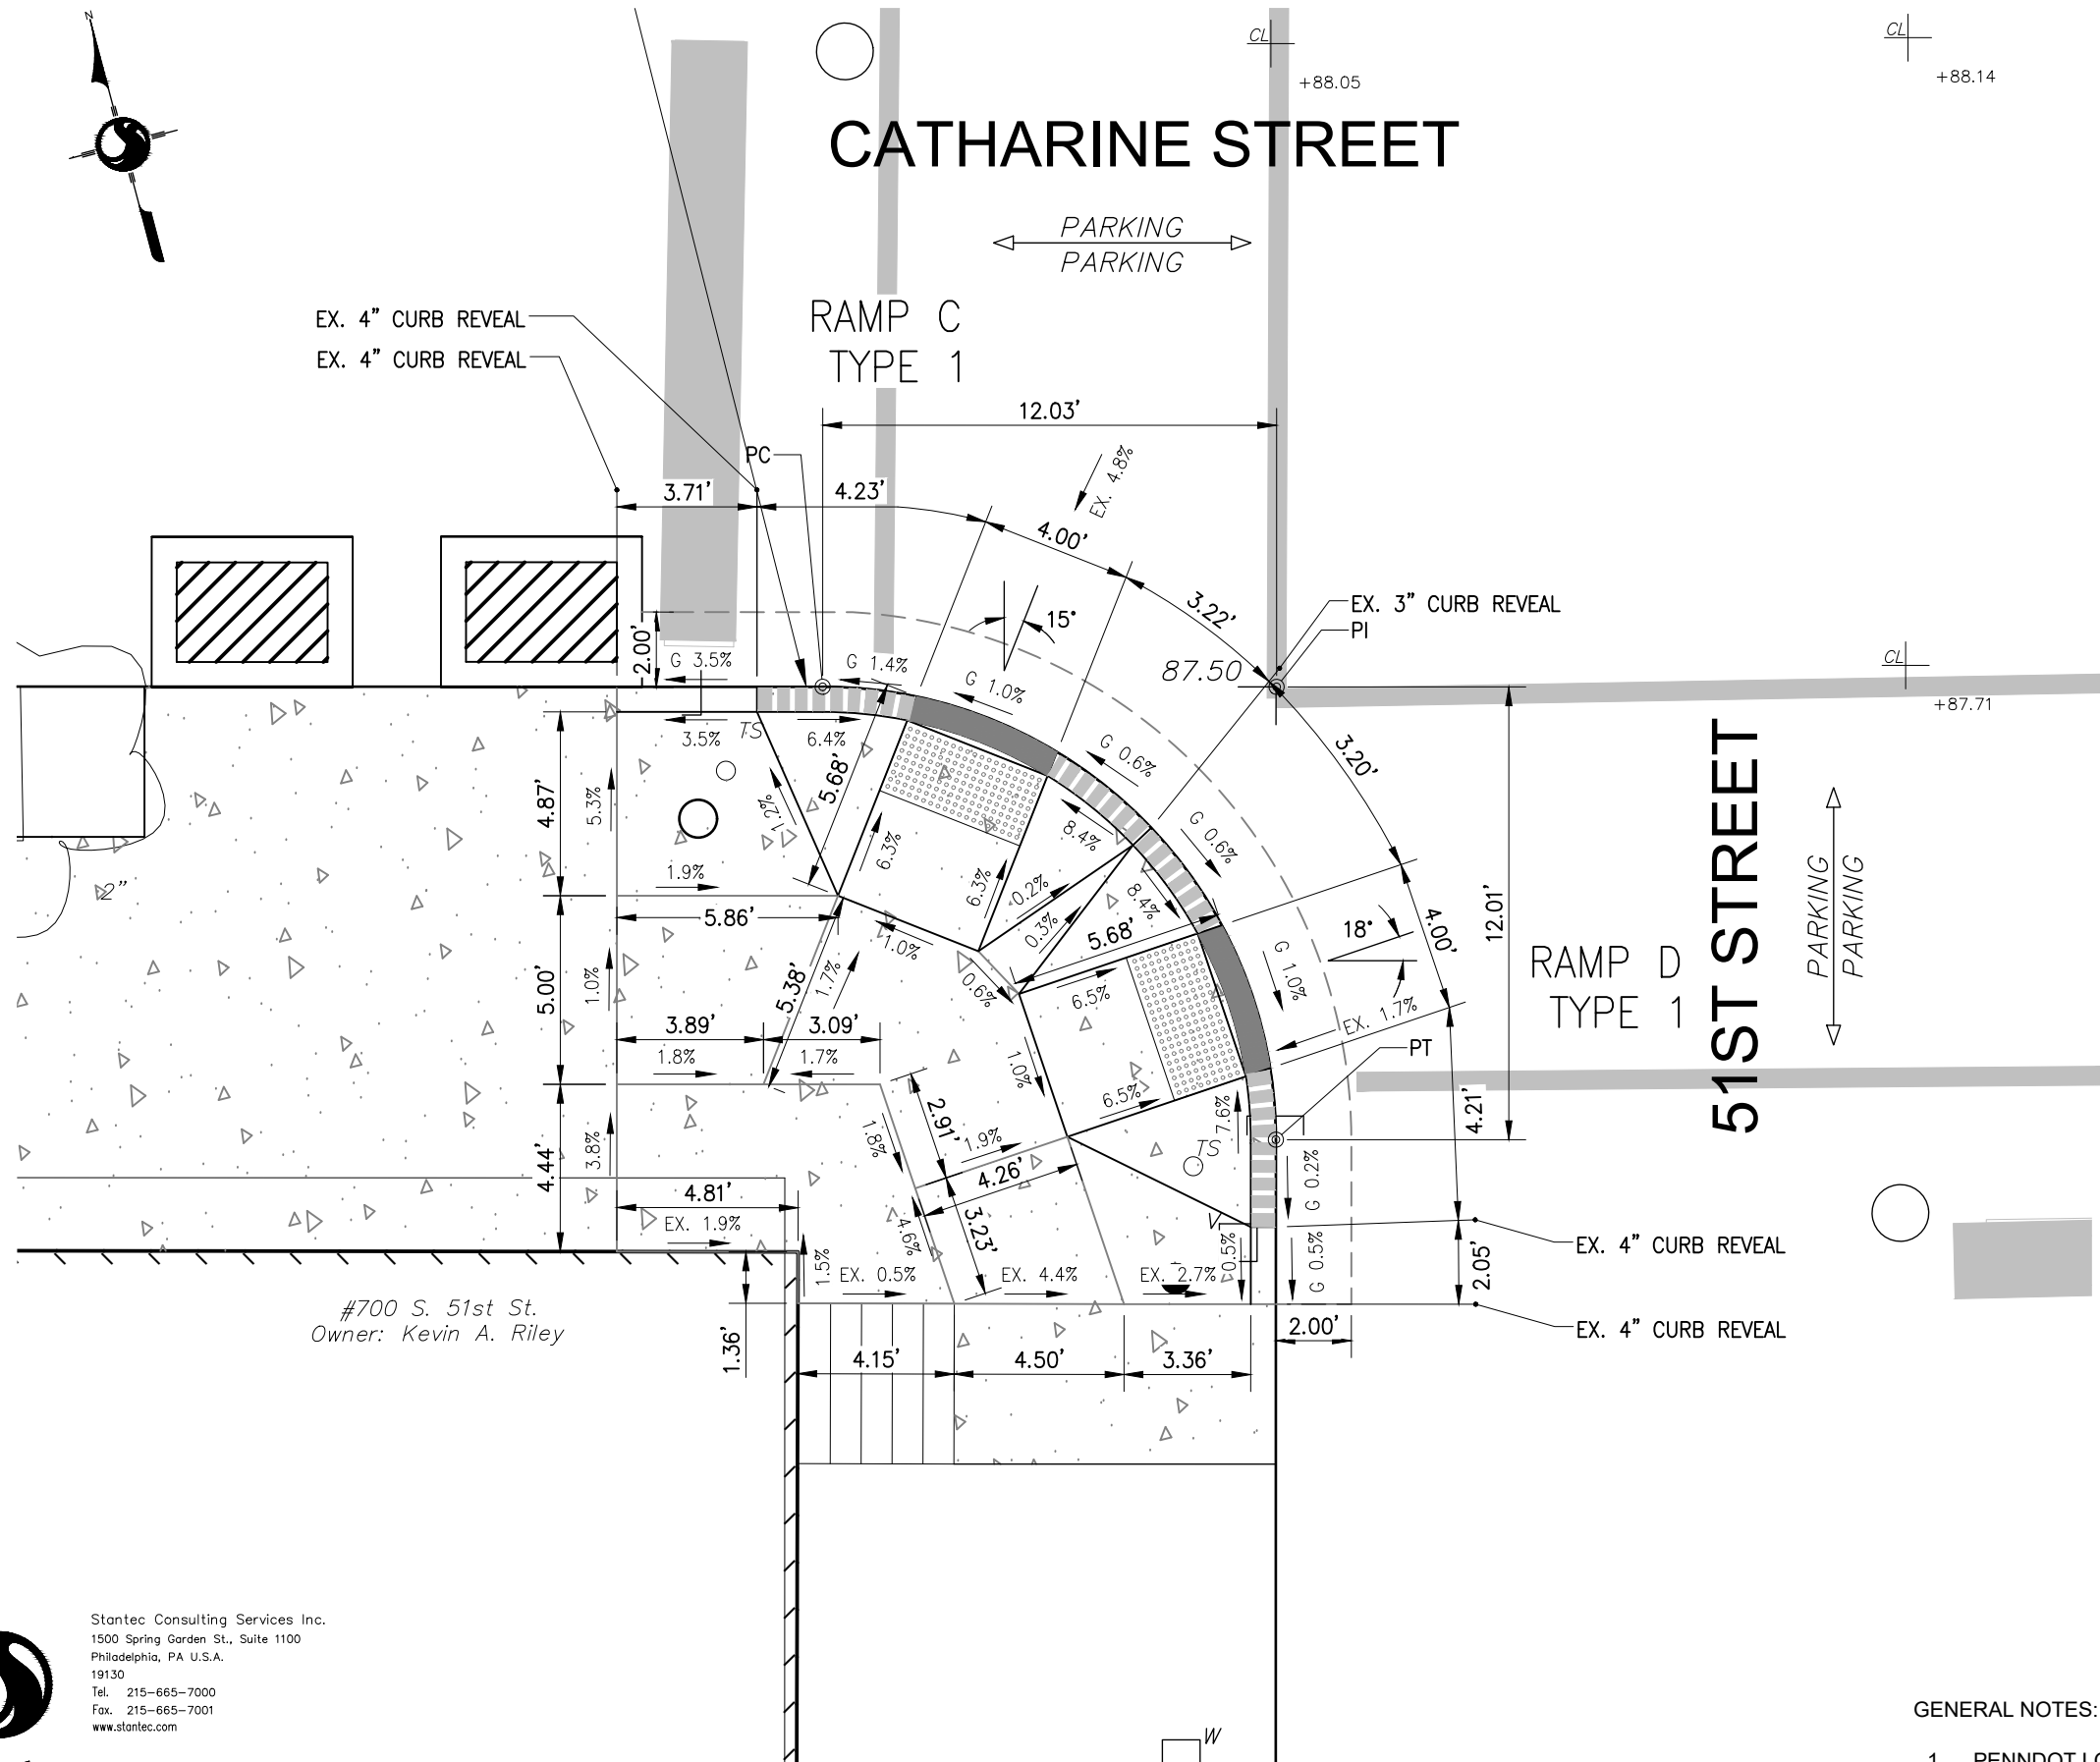 N
CL
+88.05
CL
+88.14
CATHARINE STREET
PARKING
PARKING
RAMP C
TYPE 1
EX. 4” CURB REVEAL
EX. 4” CURB REVEAL
12.03’
PC
3.71’
4.23’
EX. 4.8%
4.00’
3.22’
15°
EX. 3” CURB REVEAL
PI
2.00’
G 3.5%
G 1.4%
G 1.0%
87.50
CL
+87.71
3.5%
TS
6.4%
G 0.6%
3.20’
4.87’
5.3%
1.2%
5.68’
6.3%
8.4%
G 0.6%
51ST STREET
PARKING
PARKING
2”
1.9%
6.3%
0.2%
8.4%
5.86’
1.0%
0.3%
5.68’
18°
4.00’
12.01’
RAMP D
TYPE 1
5.00’
1.0%
5.38’
1.7%
0.6%
6.5%
G 1.0%
EX. 1.7%
3.89’
3.09’
PT
1.8%
1.7%
1.0%
6.5%
7.6%
4.21’
4.44’
3.8%
1.8%
2.91’
1.9%
TS
4.26’
G 0.2%
4.81’
EX. 1.9%
4.6%
3.23’
V
EX. 4” CURB REVEAL
1.5%
EX. 0.5%
EX. 4.4%
EX. 2.7%
0.5%
G 0.5%
2.05’
#700 S. 51st St.
Owner: Kevin A. Riley
1.36’
2.00’
EX. 4” CURB REVEAL
4.15’
4.50’
3.36’
Stantec Consulting Services Inc.
1500 Spring Garden St., Suite 1100
Philadelphia, PA U.S.A.
19130
Tel. 215-665-7000
Fax. 215-665-7001
www.stantec.com
GENERAL NOTES:
W
1. PENNDOT